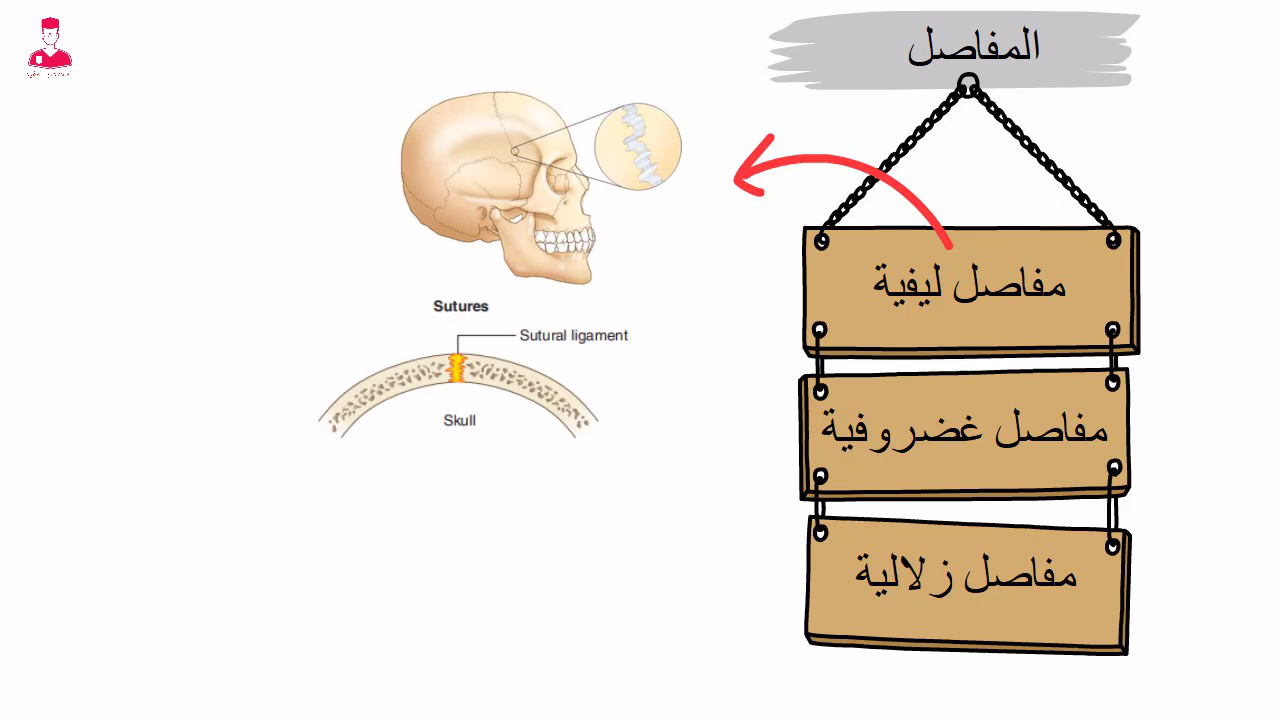 المفاصل
مفاصل ليفية
مفاصل غضروفية
مفاصل زلالية
Sutures
Sutural ligament
Skull